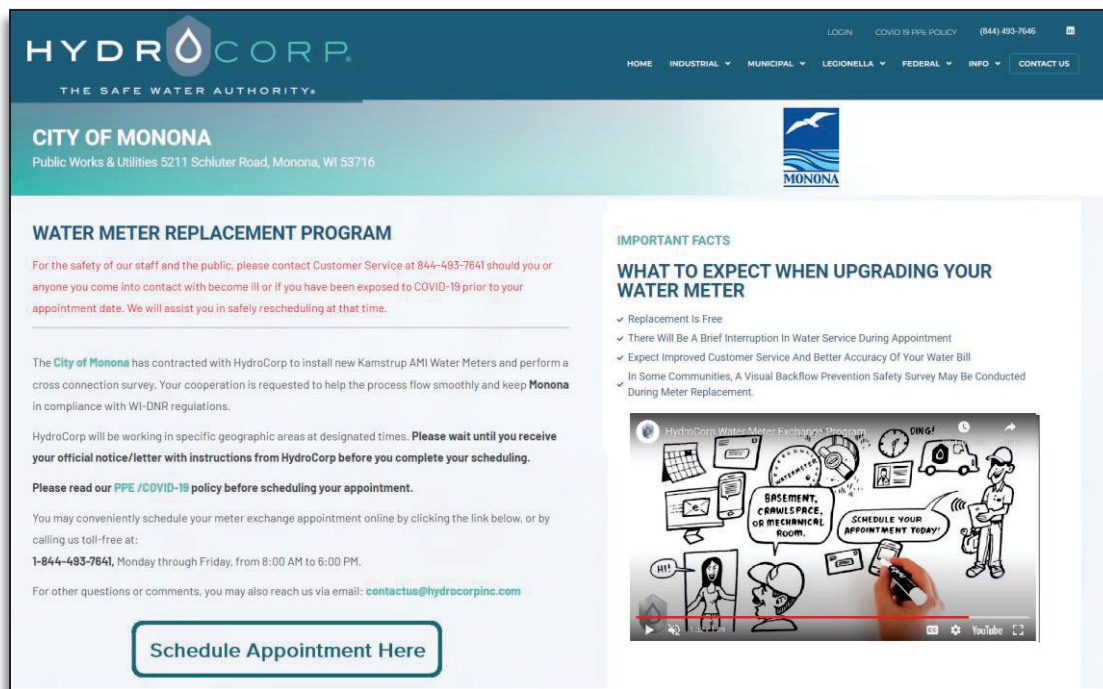 HYDROCORP®
THE SAFE WATER AUTHORITY®
LOGIN COVID 19 PPE POLICY (844) 493-7646 in
HOME INDUSTRIAL MUNICIPAL LEGIONELLA FEDERAL INFO CONTACT US
CITY OF MONONA
Public Works & Utilities 5211 Schluter Road, Monona, WI 53716
MONONA
WATER METER REPLACEMENT PROGRAM
For the safety of our staff and the public, please contact Customer Service at 844-493-7641 should you or
anyone you come into contact with become ill or if you have been exposed to COVID-19 prior to your
appointment date. We will assist you in safely rescheduling at that time.
The City of Monona has contracted with HydroCorp to install new Kamstrup AMI Water Meters and perform a
cross connection survey. Your cooperation is requested to help the process flow smoothly and keep Monona
in compliance with WI-DNR regulations.
HydroCorp will be working in specific geographic areas at designated times. Please wait until you receive
your official notice/letter with instructions from HydroCorp before you complete your scheduling.
Please read our PPE /COVID-19 policy before scheduling your appointment.
You may conveniently schedule your meter exchange appointment online by clicking the link below, or by
calling us toll-free at:
1-844-493-7641, Monday through Friday, from 8:00 AM to 6:00 PM.
For other questions or comments, you may also reach us via email: contactus@hydrocorpinc.com
Schedule Appointment Here
IMPORTANT FACTS
WHAT TO EXPECT WHEN UPGRADING YOUR
WATER METER
Replacement Is Free
There Will Be A Brief Interruption In Water Service During Appointment
Expect Improved Customer Service And Better Accuracy Of Your Water Bill
In Some Communities, A Visual Backflow Prevention Safety Survey May Be Conducted
During Meter Replacement.
HydroCorp Water Meter Exchange Program
DING!
WATERMETER
BASEMENT,
CRAWLSPACE,
OR MECHANICAL
ROOM.
SCHEDULE YOUR
APPOINTMENT TODAY!
HI!
CC YouTube